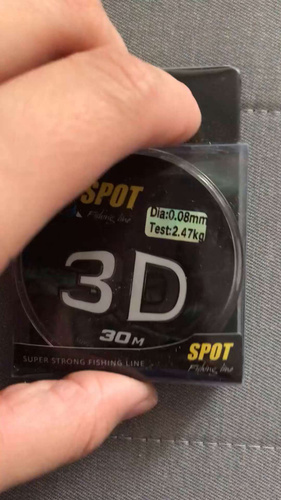 SPOT
Fishing line
Dia:0.08mm
Test:2.47kg
3D
30M
SUPER STRONG FISHING LINE
SPOT
Fishing line